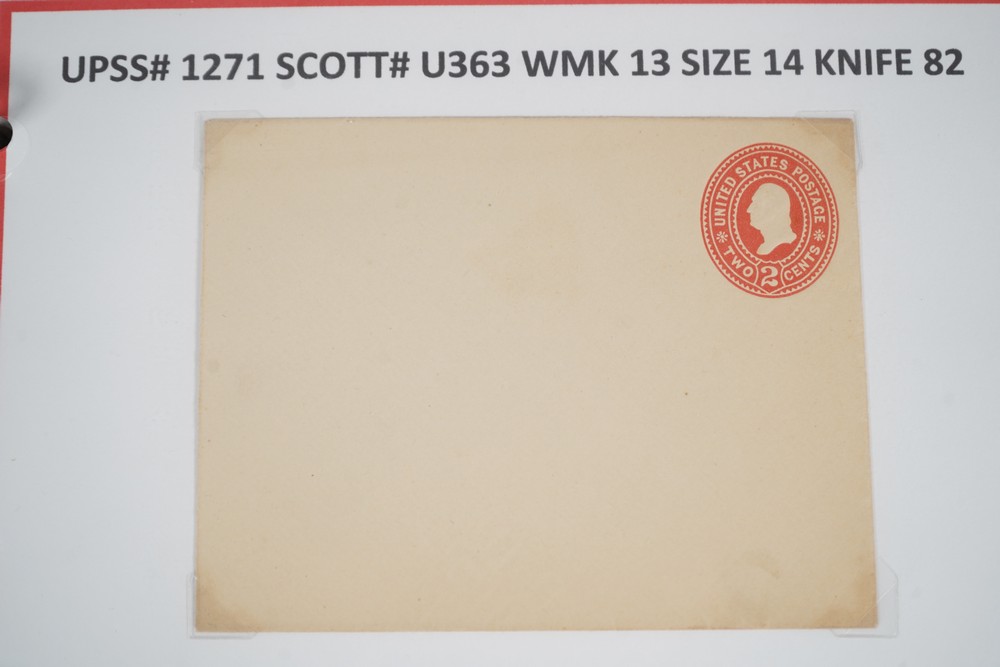 UPSS# 1271 SCOTT# U363 WMK 13 SIZE 14 KNIFE 82
UNITED STATES POSTAGE
TWO 2 CENTS